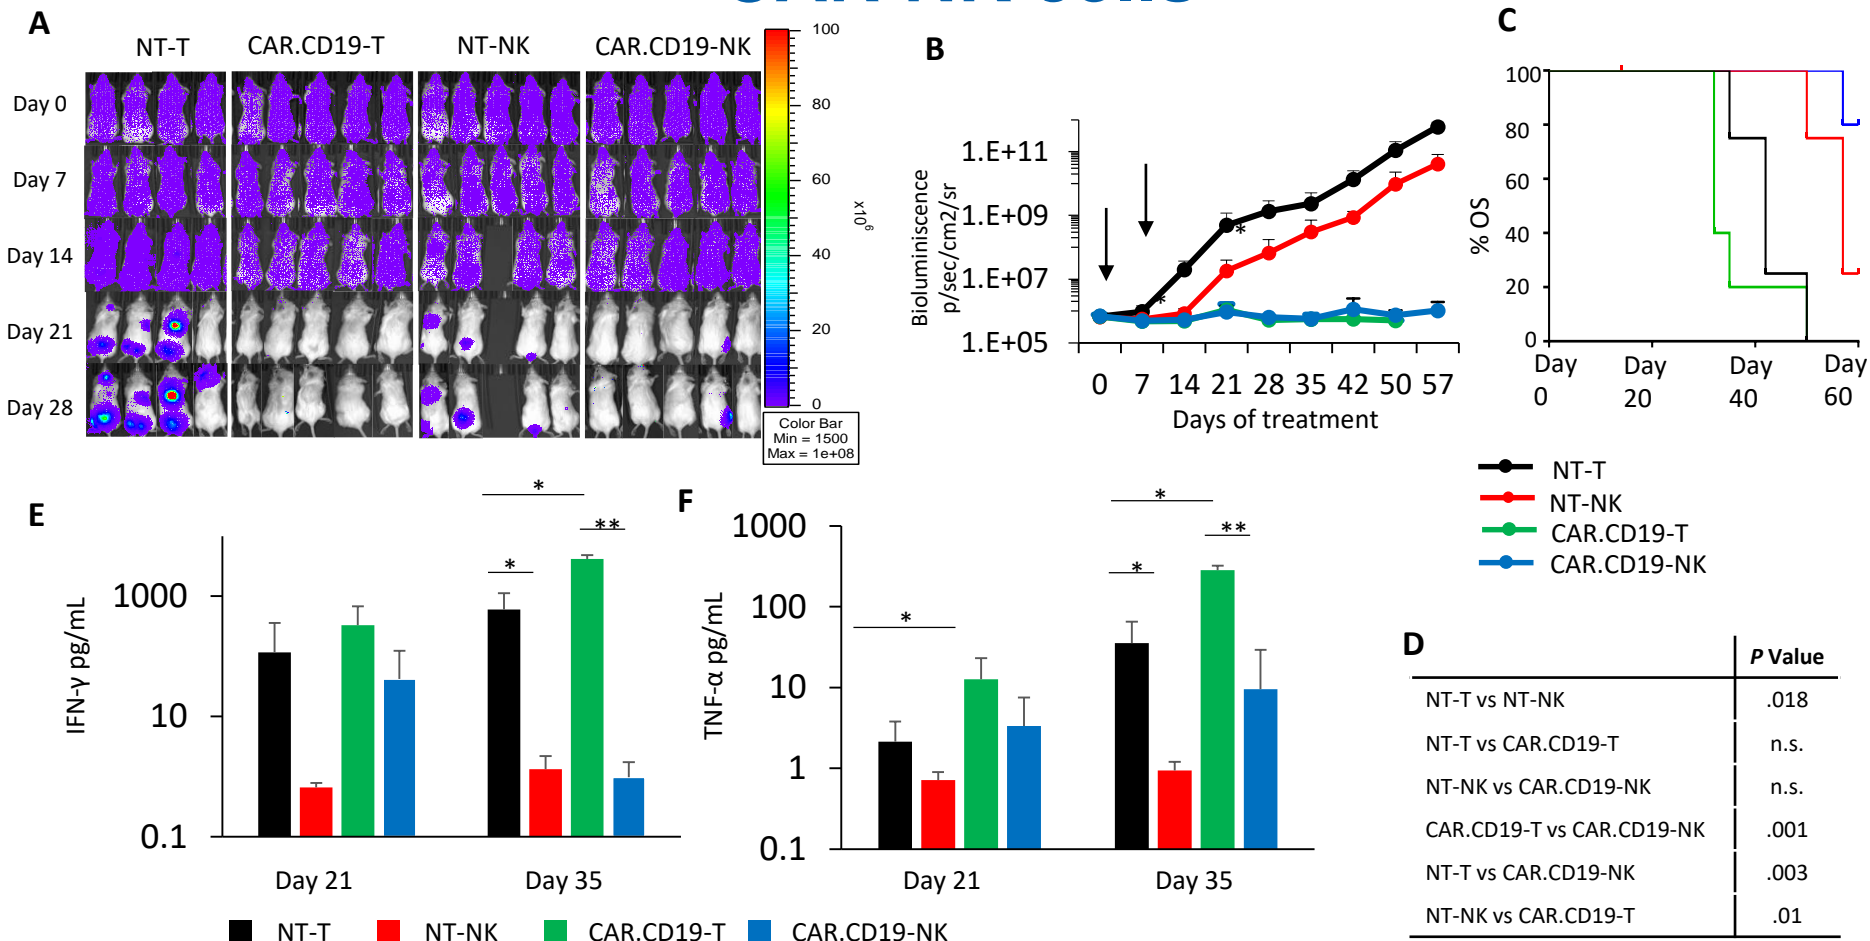 A
NT-T
CAR.CD19-T
NT-NK
CAR.CD19-NK
Day 0
Day 7
Day 14
Day 21
Day 28
100
80
60
40
20
0
x10^6
Color Bar
Min = 1500
Max = 1e+08
B
Bioluminiscence
p/sec/cm2/sr
1.E+11
1.E+09
1.E+07
1.E+05
*
*
0 7 14 21 28 35 42 50 57
Days of treatment
C
% OS
100
80
60
40
20
0
Day Day Day Day
0 20 40 60
NT-T
NT-NK
CAR.CD19-T
CAR.CD19-NK
E
IFN-γ pg/mL
1000
10
0.1
*
*
**
Day 21
Day 35
F
TNF-α pg/mL
1000
100
10
1
0.1
*
*
*
**
Day 21
Day 35
NT-T
NT-NK
CAR.CD19-T
CAR.CD19-NK
D
P Value
NT-T vs NT-NK .018
NT-T vs CAR.CD19-T n.s.
NT-NK vs CAR.CD19-NK n.s.
CAR.CD19-T vs CAR.CD19-NK .001
NT-T vs CAR.CD19-NK .003
NT-NK vs CAR.CD19-T .01